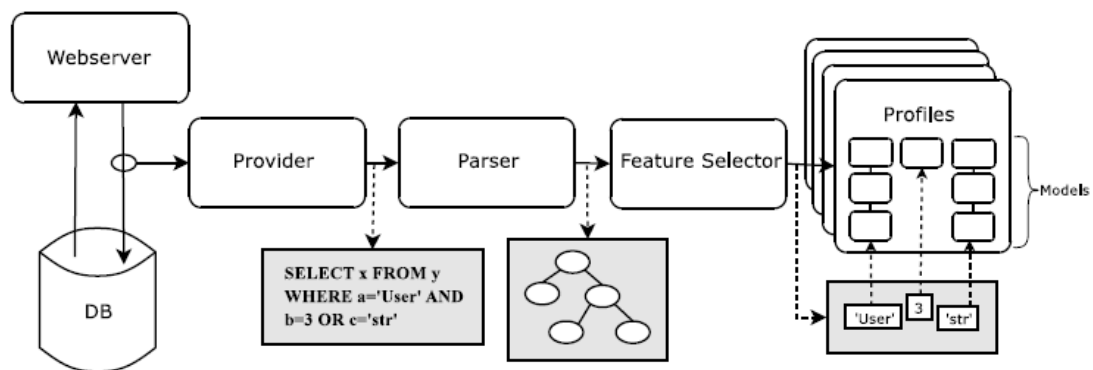 Webserver
Provider
Parser
Feature Selector
Profiles
Models
DB
SELECT x FROM y
WHERE a='User' AND
b=3 OR c='str'
'User'
3
'str'